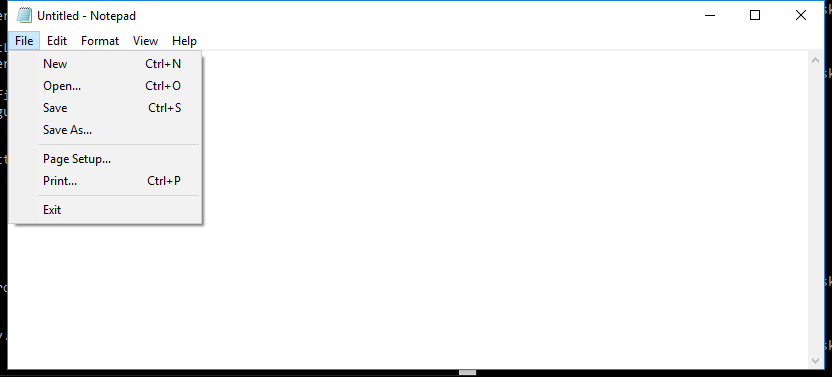 Untitled - Notepad
File Edit Format View Help
New Ctrl+N
Open... Ctrl+O
Save Ctrl+S
Save As...
Page Setup...
Print... Ctrl+P
Exit